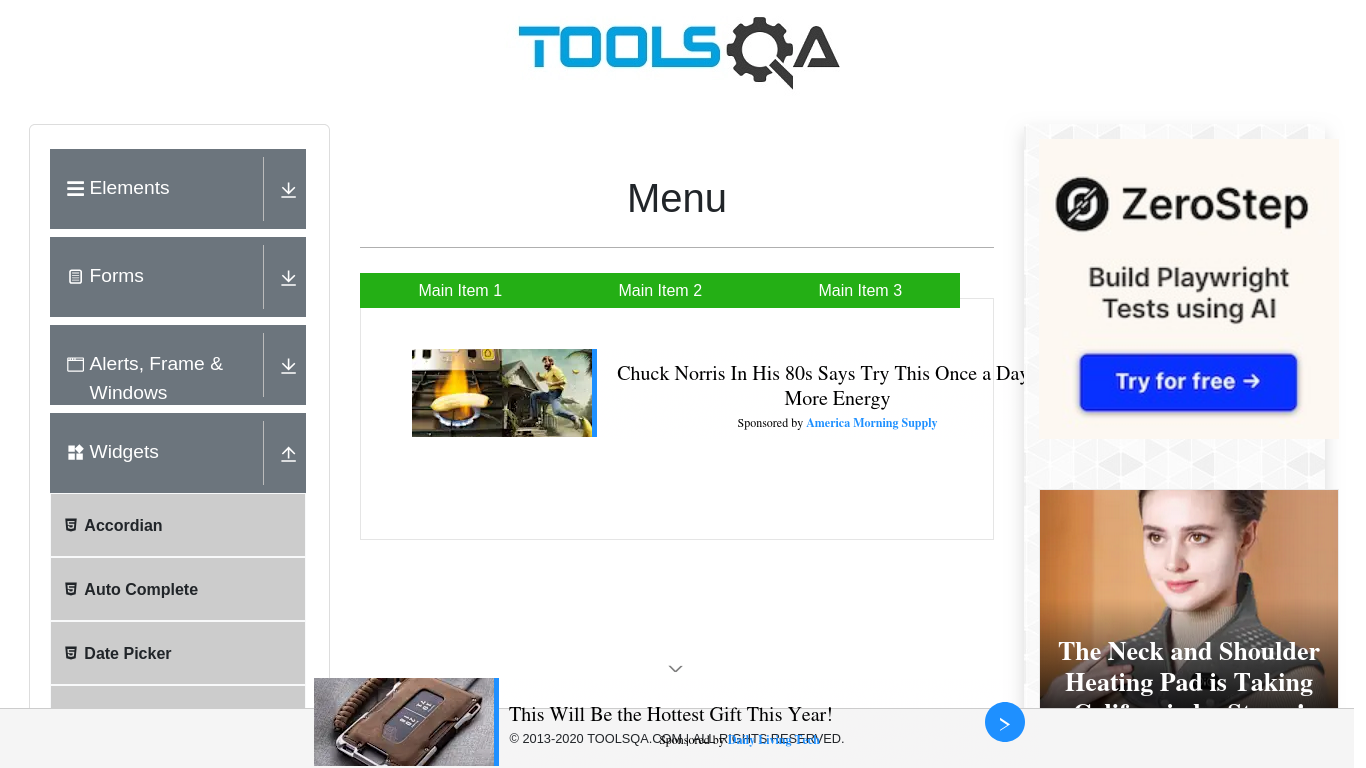 TOOLSQA
Elements
Forms
Alerts, Frame &
Windows
Widgets
Accordian
Auto Complete
Date Picker
Menu
Main Item 1
Main Item 2
Main Item 3
Chuck Norris In His 80s Says Try This Once a Day
More Energy
Sponsored by America Morning Supply
ZeroStep
Build Playwright
Tests using AI
Try for free →
The Neck and Shoulder
Heating Pad is Taking
This Will Be the Hottest Gift This Year!
© 2013-2020 TOOLSQA.COM | ALL RIGHTS RESERVED.
Sponsored by Daily Living Tech